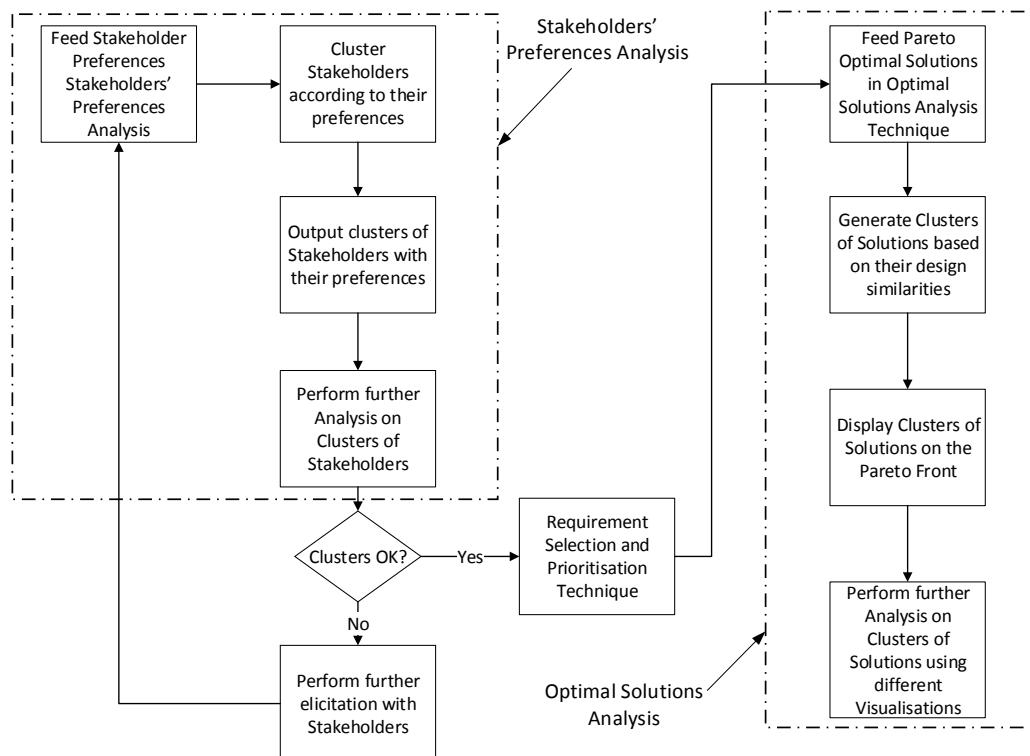 Feed Stakeholder
Preferences
Stakeholders’
Preferences
Analysis
Cluster
Stakeholders
according to their
preferences
Stakeholders’
Preferences Analysis
Output clusters of
Stakeholders with
their preferences
Perform further
Analysis on
Clusters of
Stakeholders
Clusters OK?
Yes
No
Perform further
elicitation with
Stakeholders
Requirement
Selection and
Prioritisation
Technique
Feed Pareto
Optimal Solutions
in Optimal
Solutions Analysis
Technique
Generate Clusters
of Solutions based
on their design
similarities
Display Clusters of
Solutions on the
Pareto Front
Perform further
Analysis on
Clusters of
Solutions using
different
Visualisations
Optimal Solutions
Analysis